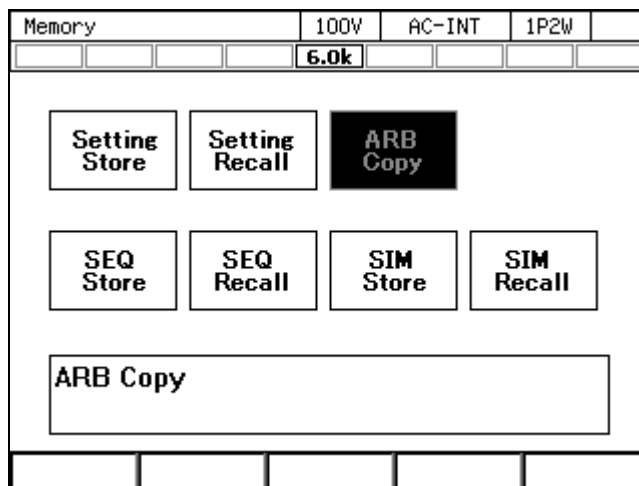 Memory 100V AC-INT 1P2W
6.0k
Setting Store
Setting Recall
ARB Copy
SEQ Store
SEQ Recall
SIM Store
SIM Recall
ARB Copy